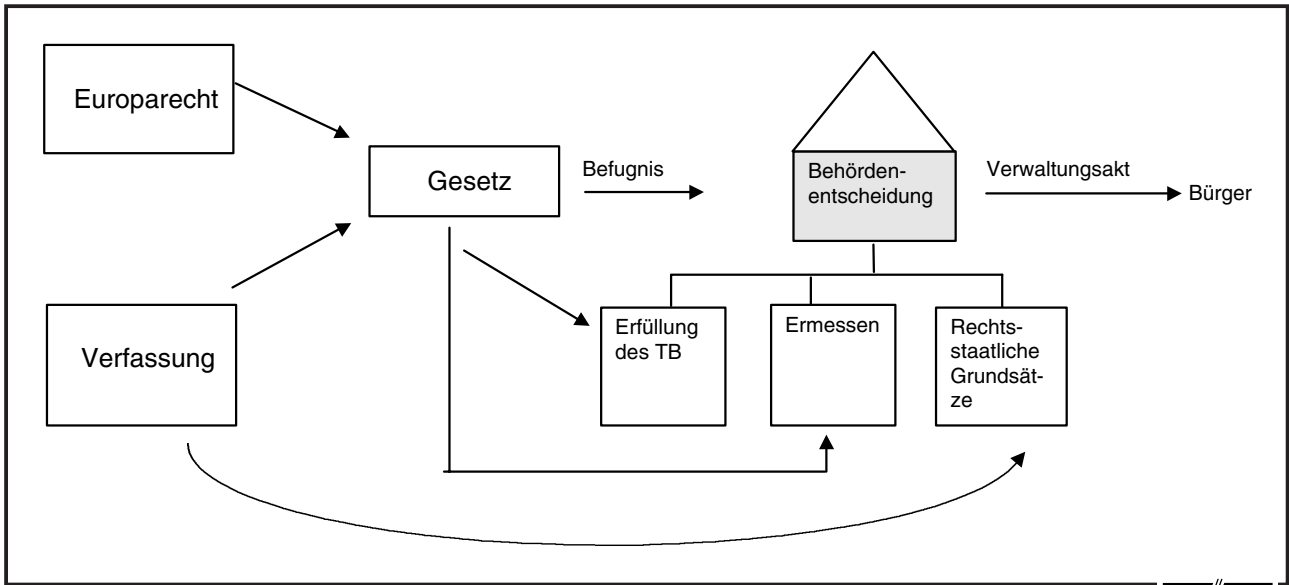 Europarecht
Gesetz
Befugnis
Behörden-
entscheidung
Verwaltungsakt
Bürger
Verfassung
Erfüllung
des TB
Ermessen
Rechts-
staatliche
Grundsät-
ze